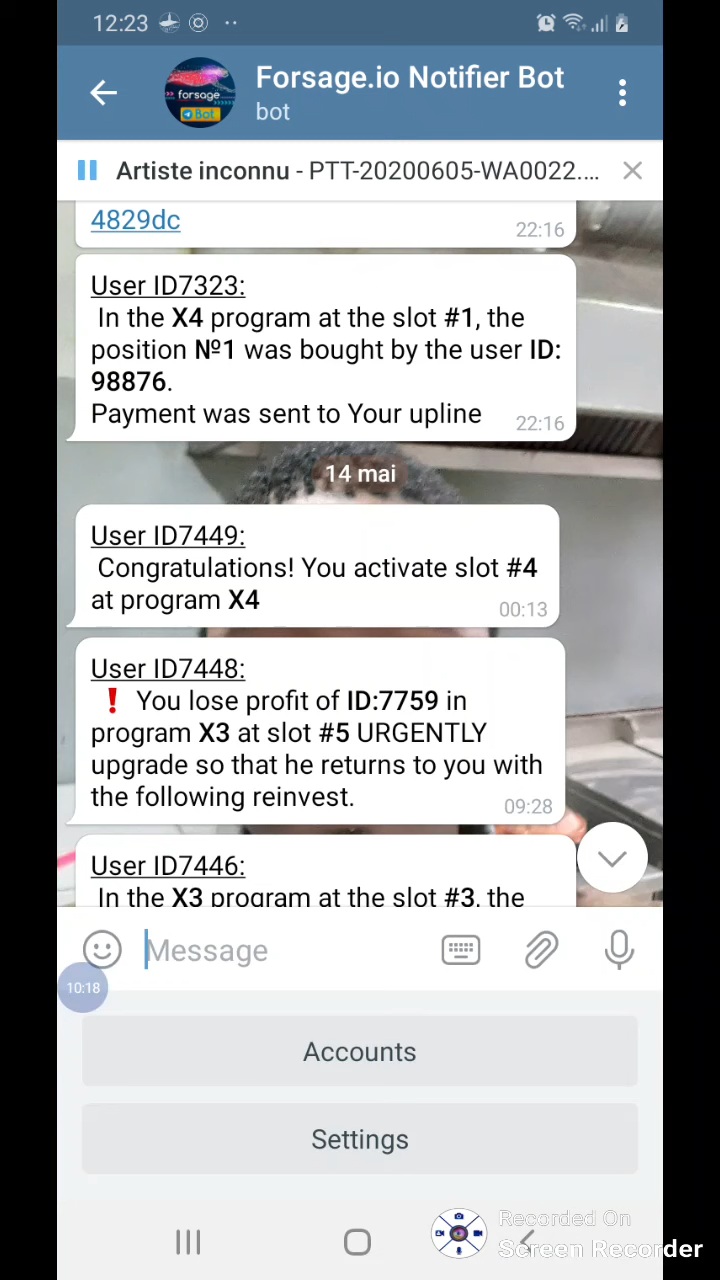 12:23
forsage
Bot
Forsage.io Notifier Bot
bot
Artiste inconnu - PTT-20200605-WA0022....
4829dc
22:16
User ID7323:
In the X4 program at the slot #1, the
position №1 was bought by the user ID:
98876.
Payment was sent to Your upline
22:16
14 mai
User ID7449:
Congratulations! You activate slot #4
at program X4
00:13
User ID7448:
❗ You lose profit of ID:7759 in
program X3 at slot #5 URGENTLY
upgrade so that he returns to you with
the following reinvest.
09:28
User ID7446:
In the X3 program at the slot #3, the
Message
10:18
Accounts
Settings
Recorded On
Screen Recorder